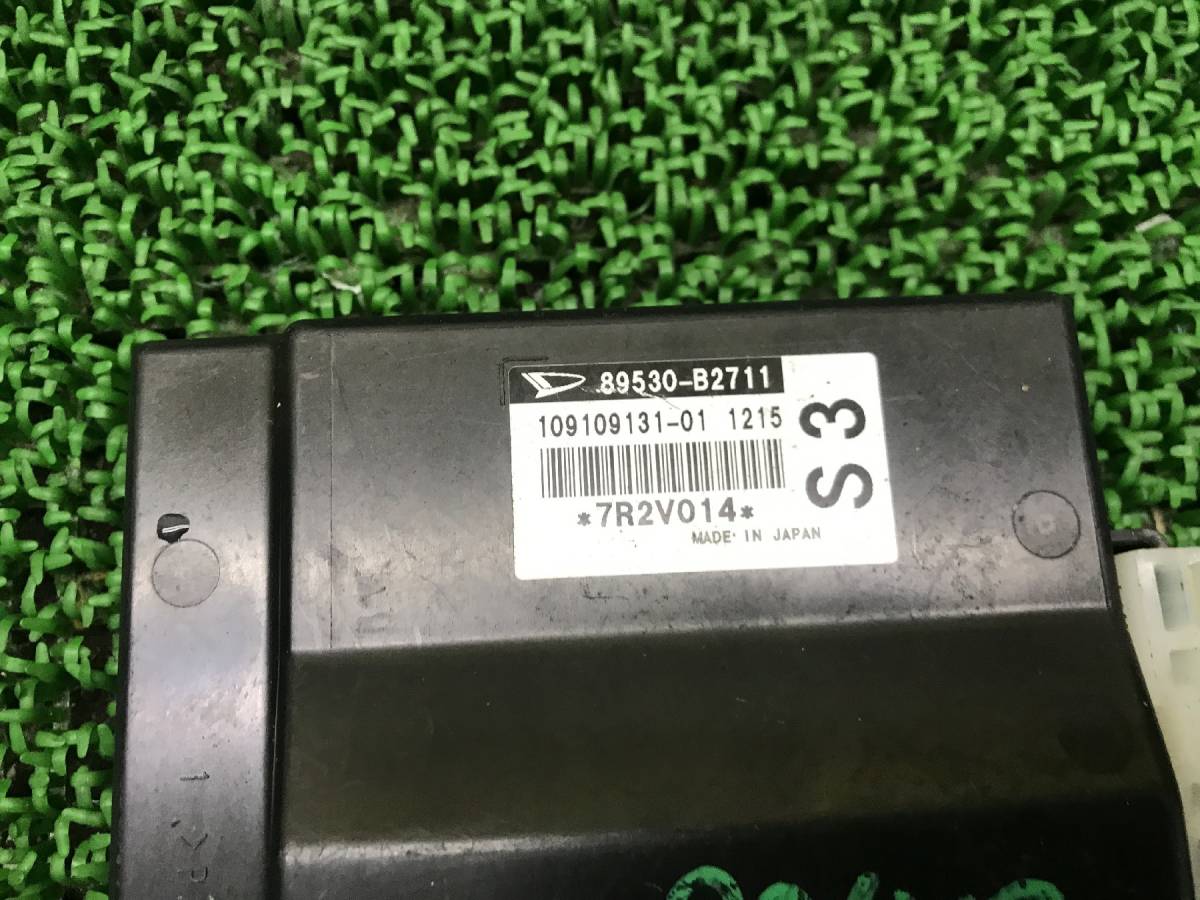 89530-B2711
109109131-01 1215
S3
*7R2V014*
MADE IN JAPAN